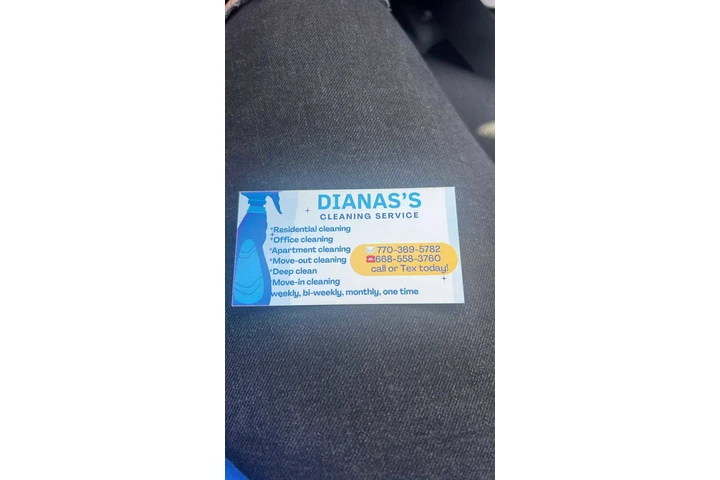 DIANAS'S
CLEANING SERVICE
*Residential cleaning
*Office cleaning
*Apartment cleaning
*Move-out cleaning
*Deep clean
*Move-in cleaning
weekly, bi-weekly, monthly, one time
770-369-5782
668-558-3760
call or Tex today!